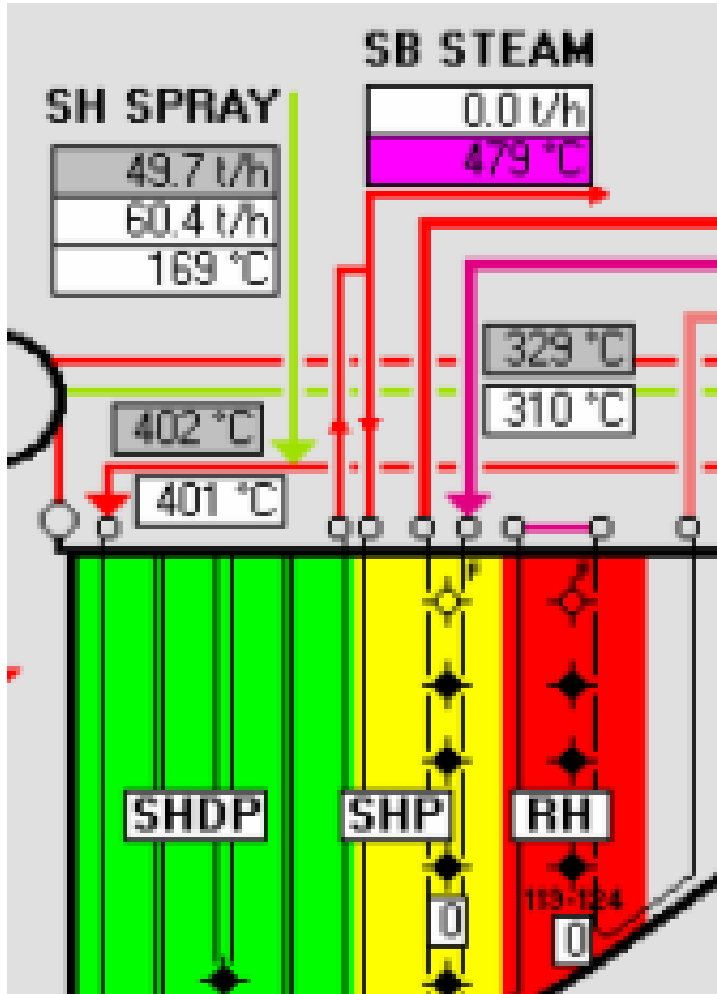 SB STEAM
SH SPRAY
0.0 t/h
479 °C
49.7 t/h
60.4 t/h
169 °C
329 °C
310 °C
402 °C
401 °C
SHDP
SHP
RH
113-124
0
0